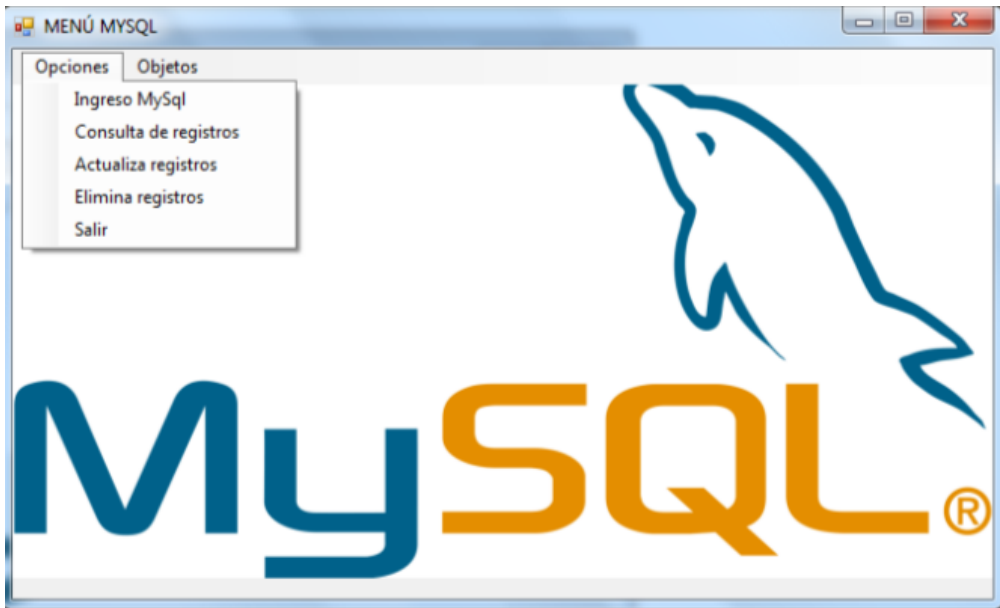 MENÚ MYSQL
Opciones Objetos
Ingreso MySql
Consulta de registros
Actualiza registros
Elimina registros
Salir
MySQL®